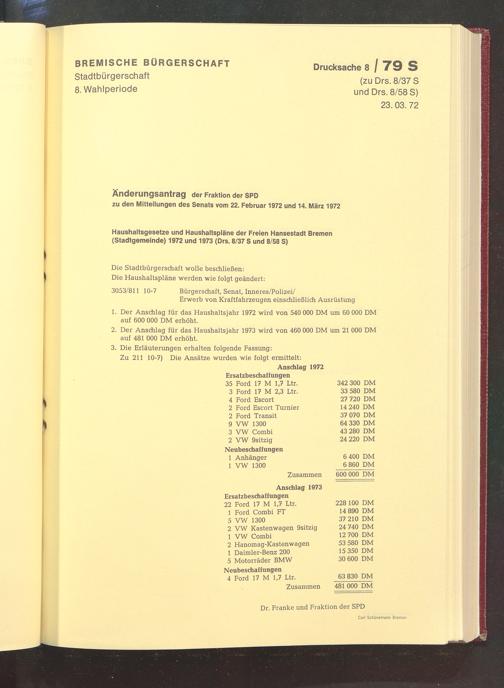 BREMISCHE BÜRGERSCHAFT
Stadtbürgerschaft
8. Wahlperiode
Drucksache 8 / 79 S
(zu Drs. 8/37 S
und Drs. 8/58 S)
23. 03. 72
Änderungsantrag der Fraktion der SPD
zu den Mitteilungen des Senats vom 22. Februar 1972 und 14. März 1972
Haushaltsgesetze und Haushaltspläne der Freien Hansestadt Bremen
(Stadtgemeinde) 1972 und 1973 (Drs. 8/37 S und 8/58 S)
Die Stadtbürgerschaft wolle beschließen:
Die Haushaltspläne werden wie folgt geändert:
3053/811 10-7 Bürgerschaft, Senat, Inneres/Polizei/
Erwerb von Kraftfahrzeugen einschließlich Ausrüstung
1. Der Anschlag für das Haushaltsjahr 1972 wird von 540 000 DM um 60 000 DM
auf 600 000 DM erhöht.
2. Der Anschlag für das Haushaltsjahr 1973 wird von 460 000 DM um 21 000 DM
auf 481 000 DM erhöht.
3. Die Erläuterungen erhalten folgende Fassung:
Zu 211 10-7) Die Ansätze wurden wie folgt ermittelt:
Anschlag 1972
Ersatzbeschaffungen
35 Ford 17 M 1,7 Ltr. 342 300 DM
3 Ford 17 M 2,3 Ltr. 33 580 DM
4 Ford Escort 27 720 DM
2 Ford Escort Turnier 14 240 DM
2 Ford Transit 37 070 DM
9 VW 1300 64 330 DM
3 VW Combi 43 280 DM
2 VW 9sitzig 24 220 DM
Neubeschaffungen
1 Anhänger 6 400 DM
1 VW 1300 6 860 DM
Zusammen 600 000 DM
Anschlag 1973
Ersatzbeschaffungen
22 Ford 17 M 1,7 Ltr. 228 100 DM
1 Ford Combi FT 14 890 DM
5 VW 1300 37 210 DM
2 VW Kastenwagen 9sitzig 24 740 DM
1 VW Combi 12 700 DM
2 Hanomag-Kastenwagen 53 580 DM
1 Daimler-Benz 200 15 350 DM
5 Motorräder BMW 30 600 DM
Neubeschaffungen
4 Ford 17 M 1,7 Ltr. 63 830 DM
Zusammen 481 000 DM
Dr. Franke und Fraktion der SPD
Carl Schünemann Bremen